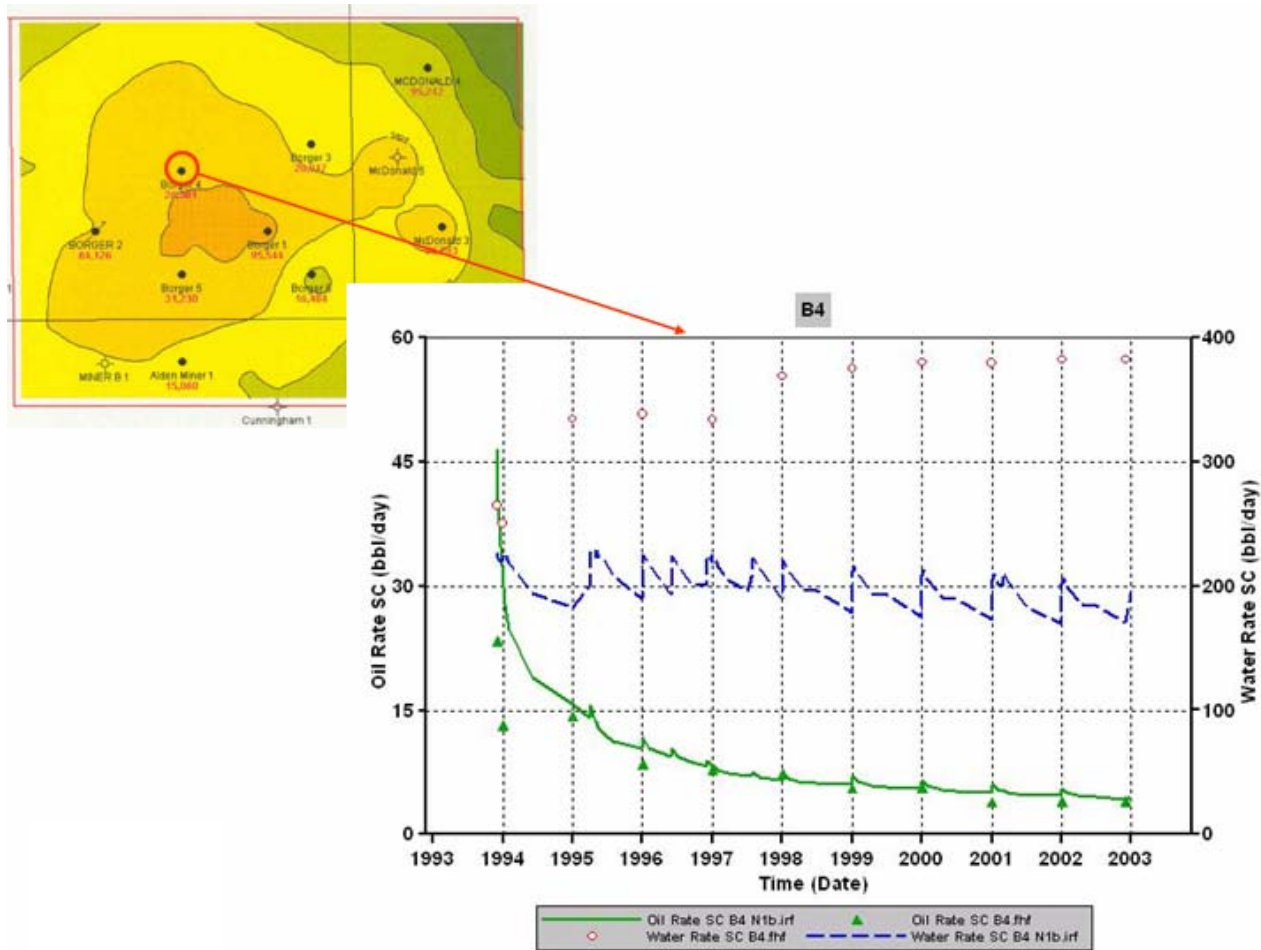 MCDONALD 4
95,242
Borger 3
20,937
McDonald 5
BORGER 2
84,126
Borger 1
95,544
McDonald 3
Borger 5
31,230
Borger 6
16,484
MINER B 1
Alden Miner 1
15,060
Cunningham 1
B4
60
45
30
15
0
Oil Rate SC (bbl/day)
400
300
200
100
0
Water Rate SC (bbl/day)
1993 1994 1995 1996 1997 1998 1999 2000 2001 2002 2003
Time (Date)
Oil Rate SC B4 N1b.irf
Oil Rate SC B4.fhf
Water Rate SC B4.fhf
Water Rate SC B4 N1b.irf